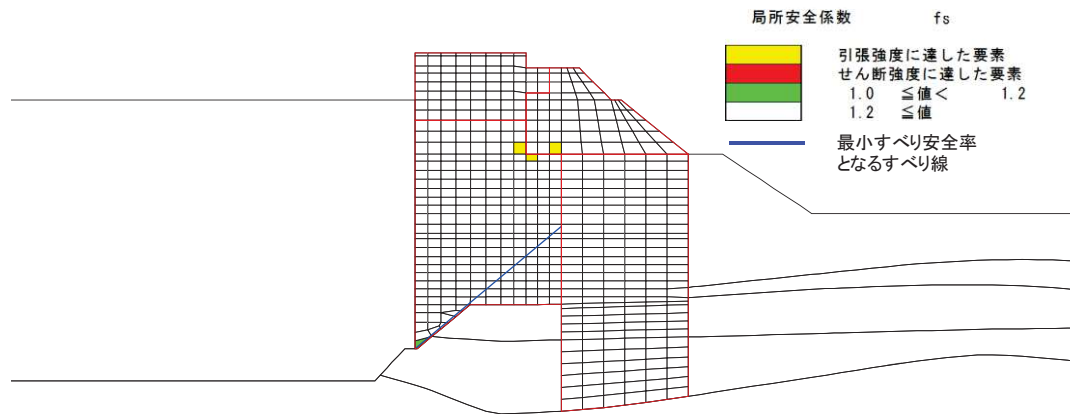 局所安全係数 fs
引張強度に達した要素
せん断強度に達した要素
1.0 ≦値< 1.2
1.2 ≦値
最小すべり安全率
となるすべり線